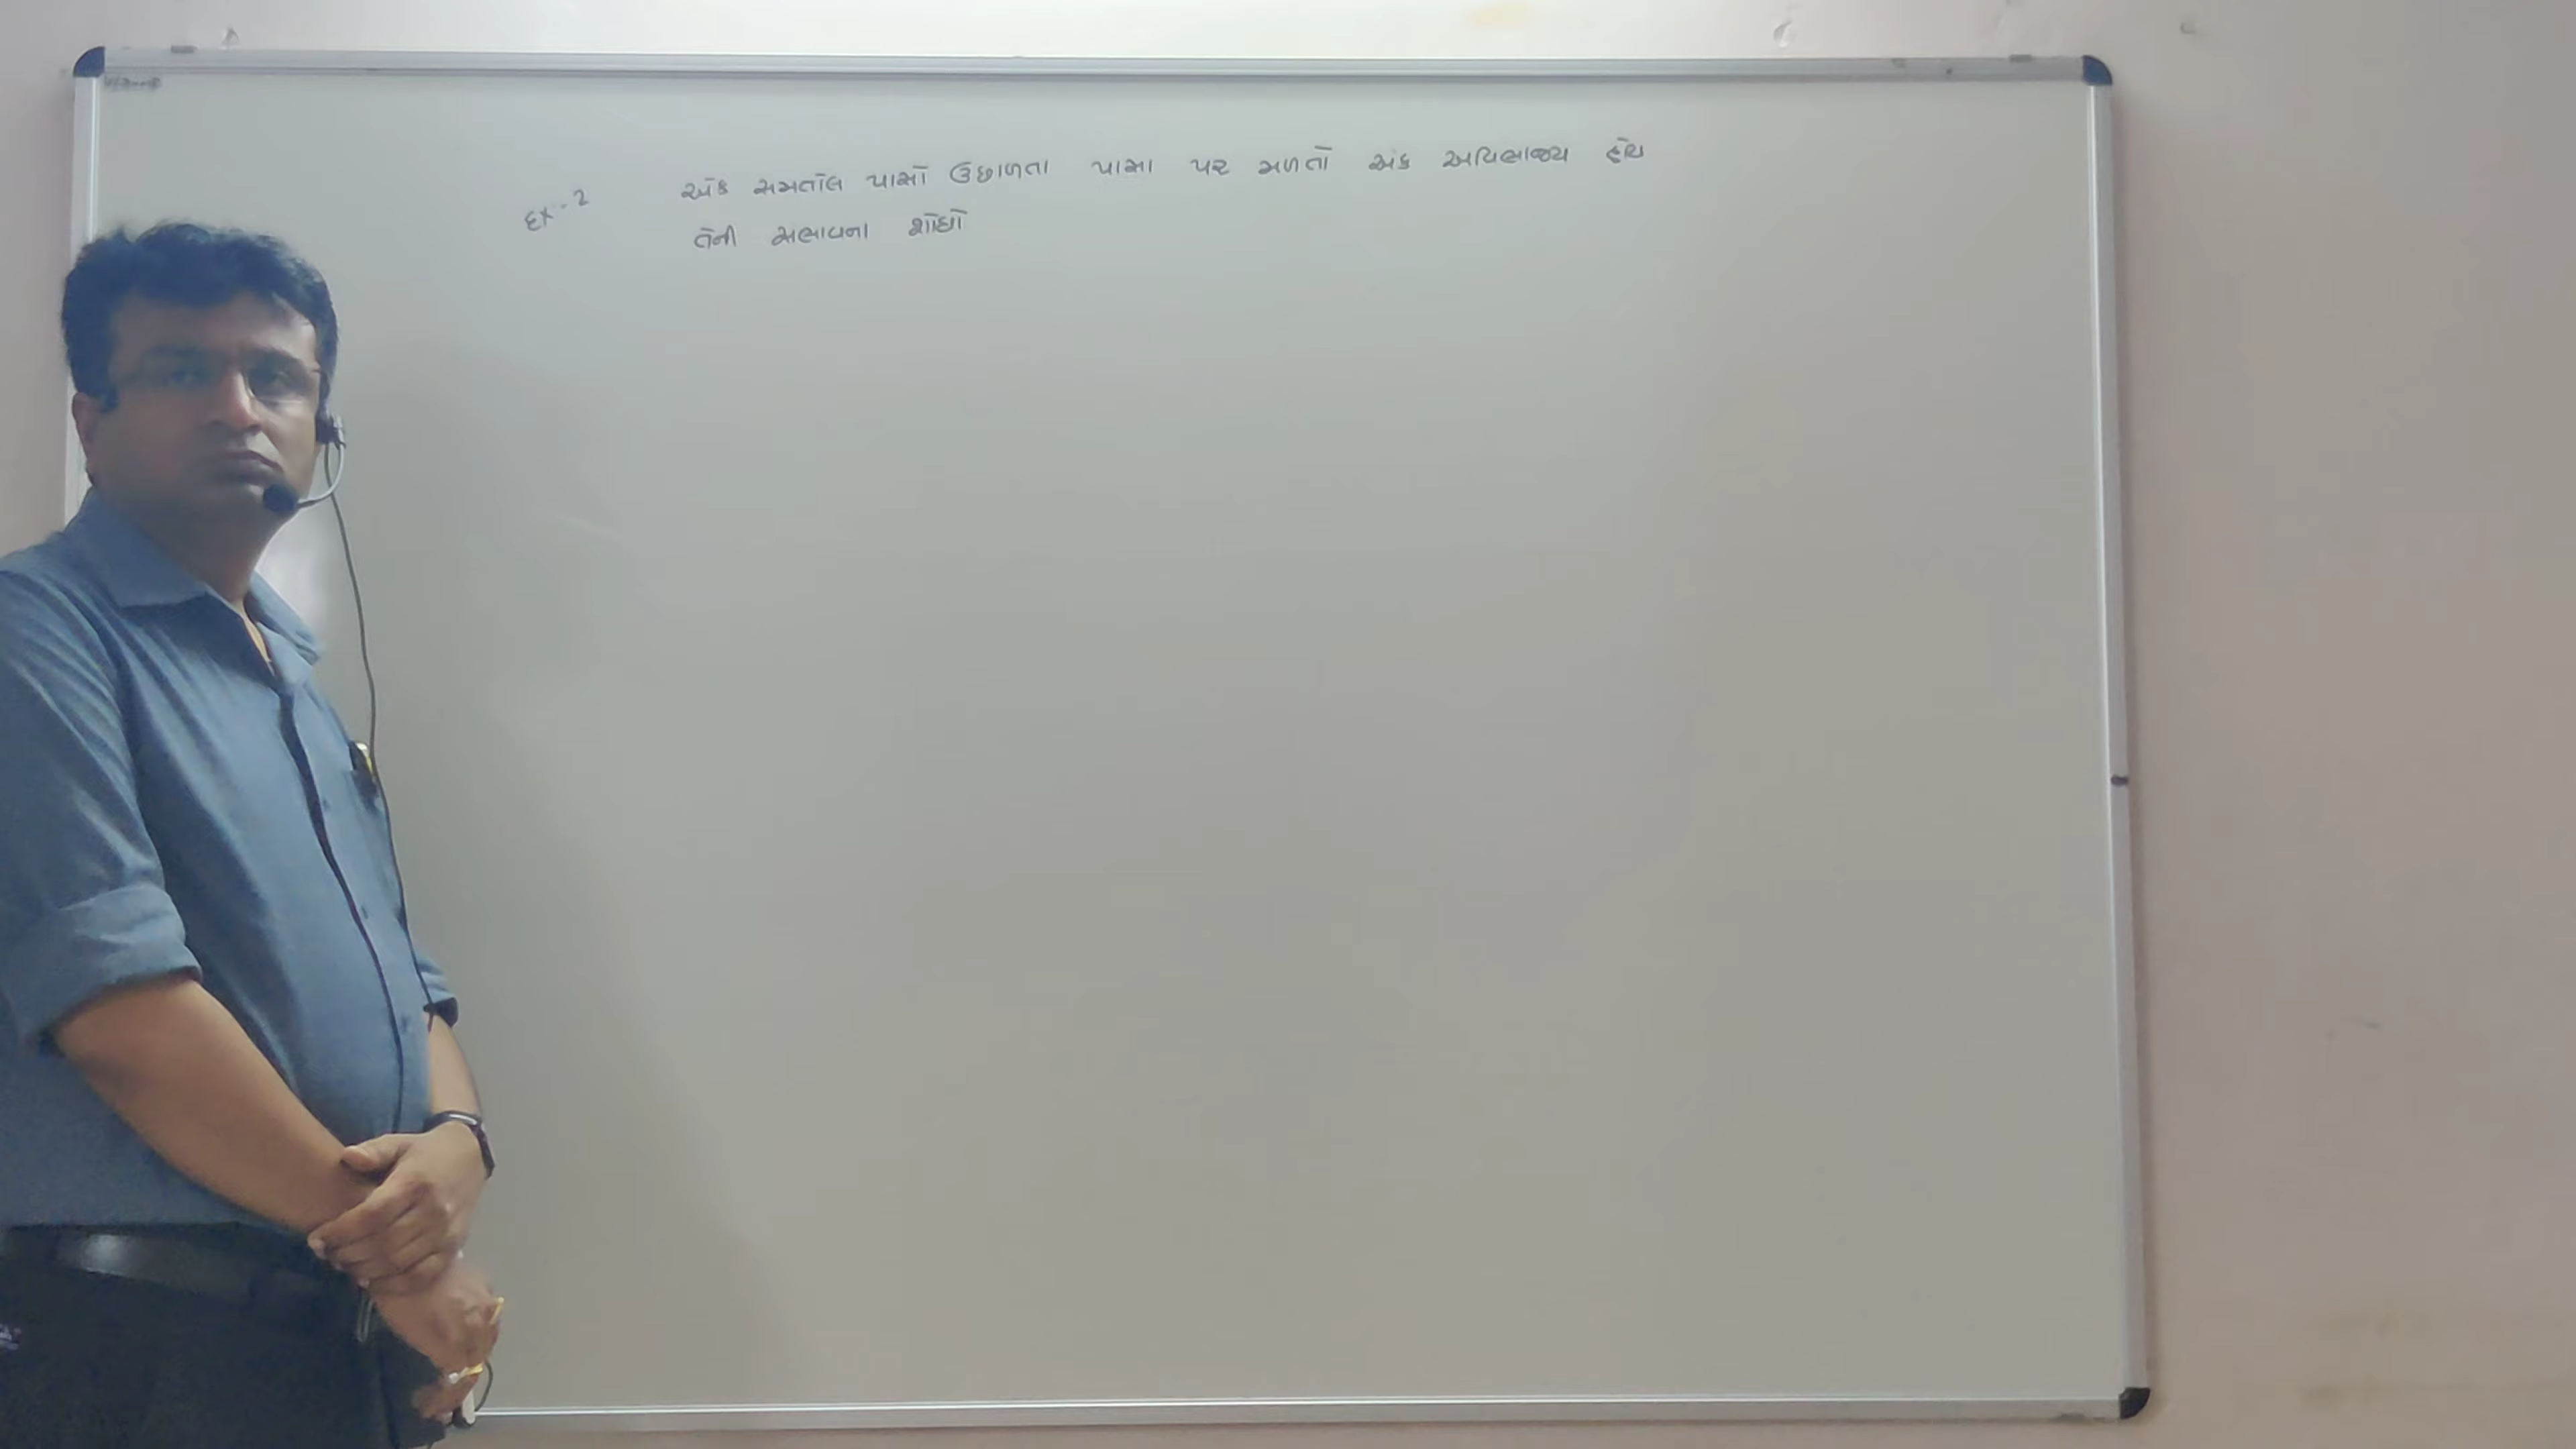 Ex-2 એક સમતોલ પાસો ઉછાળતા પાસા પર મળતો અંક અવિભાજ્ય હોય
તેની સંભાવના શોધો